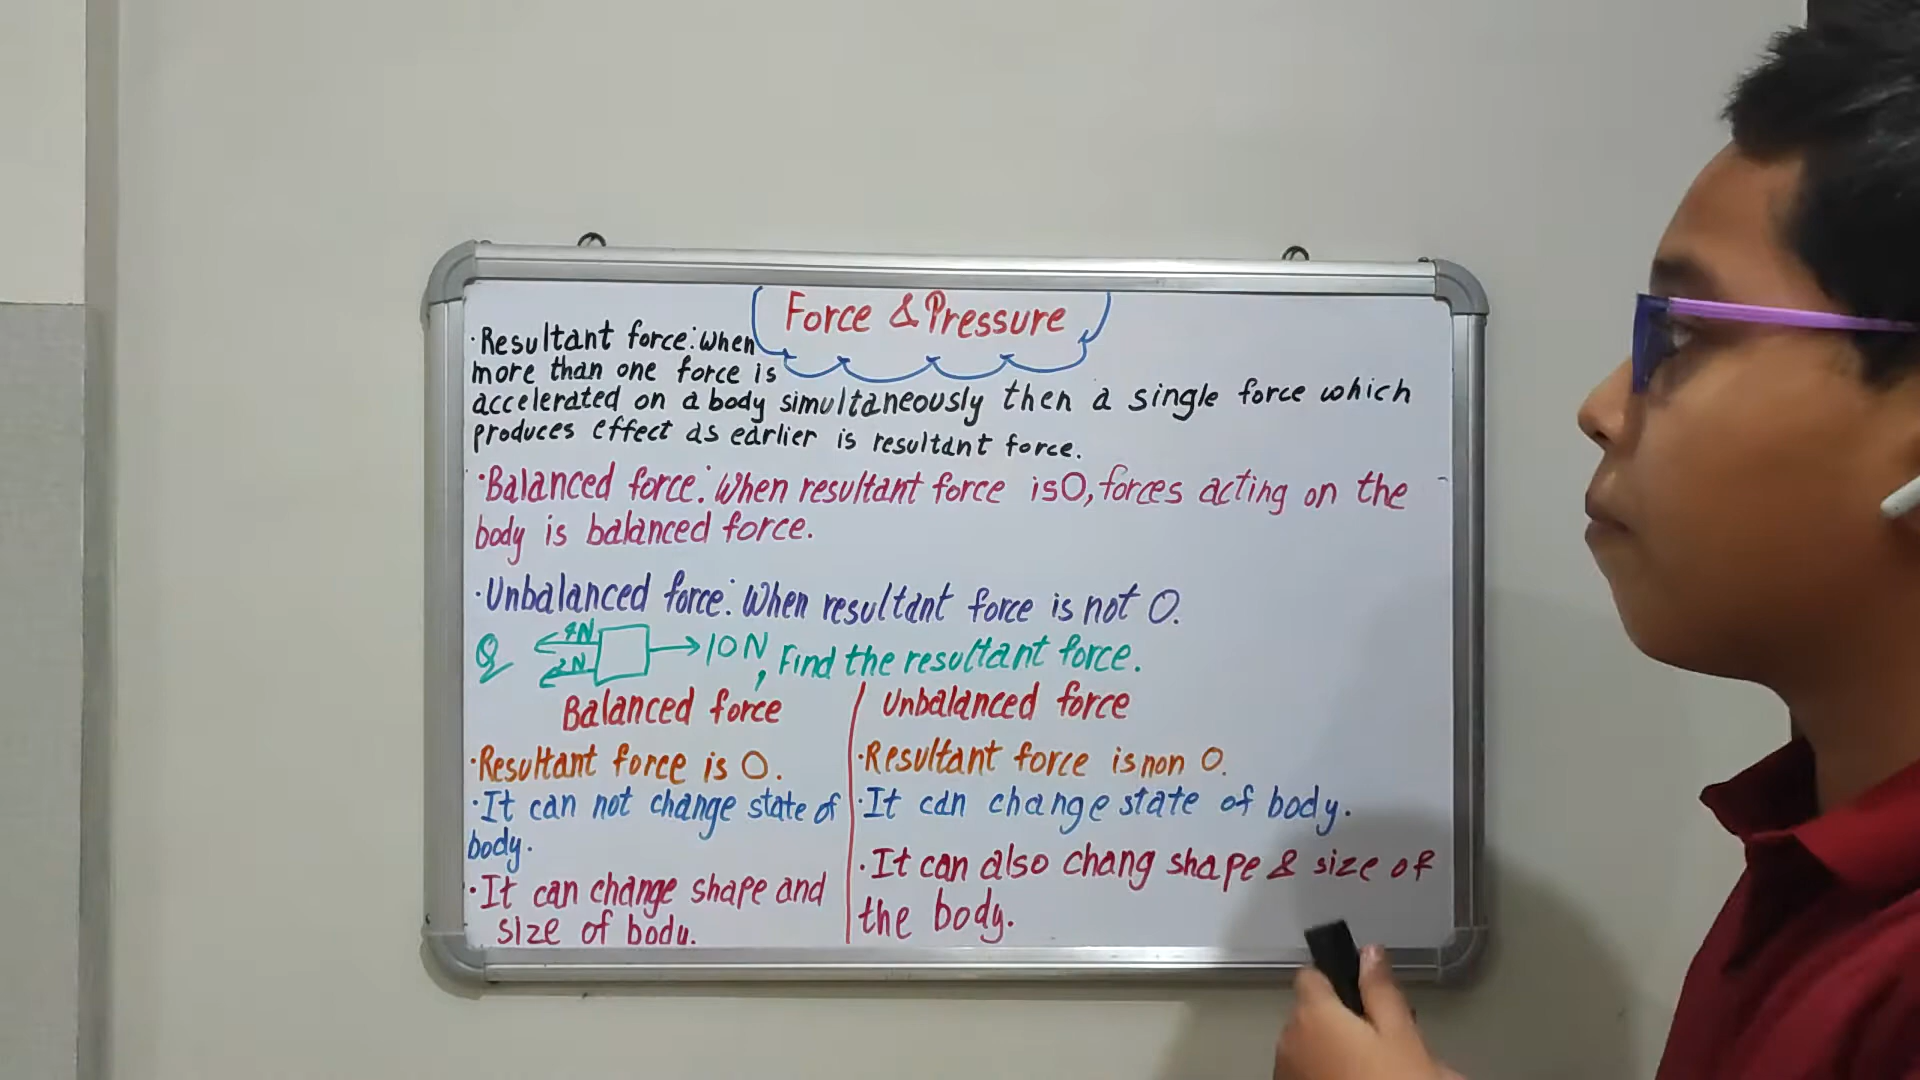 Force & Pressure
·Resultant force: When
more than one force is
accelerated on a body simultaneously then a single force which
produces effect as earlier is resultant force.
·Balanced force: When resultant force is 0, forces acting on the
body is balanced force.
·Unbalanced force: When resultant force is not 0.
Q 4N 2N 10N, Find the resultant force.
Balanced force
·Resultant force is 0.
·It can not change state of
body.
·It can change shape and
size of body.
Unbalanced force
·Resultant force is non 0.
·It can change state of body.
·It can also chang shape & size of
the body.